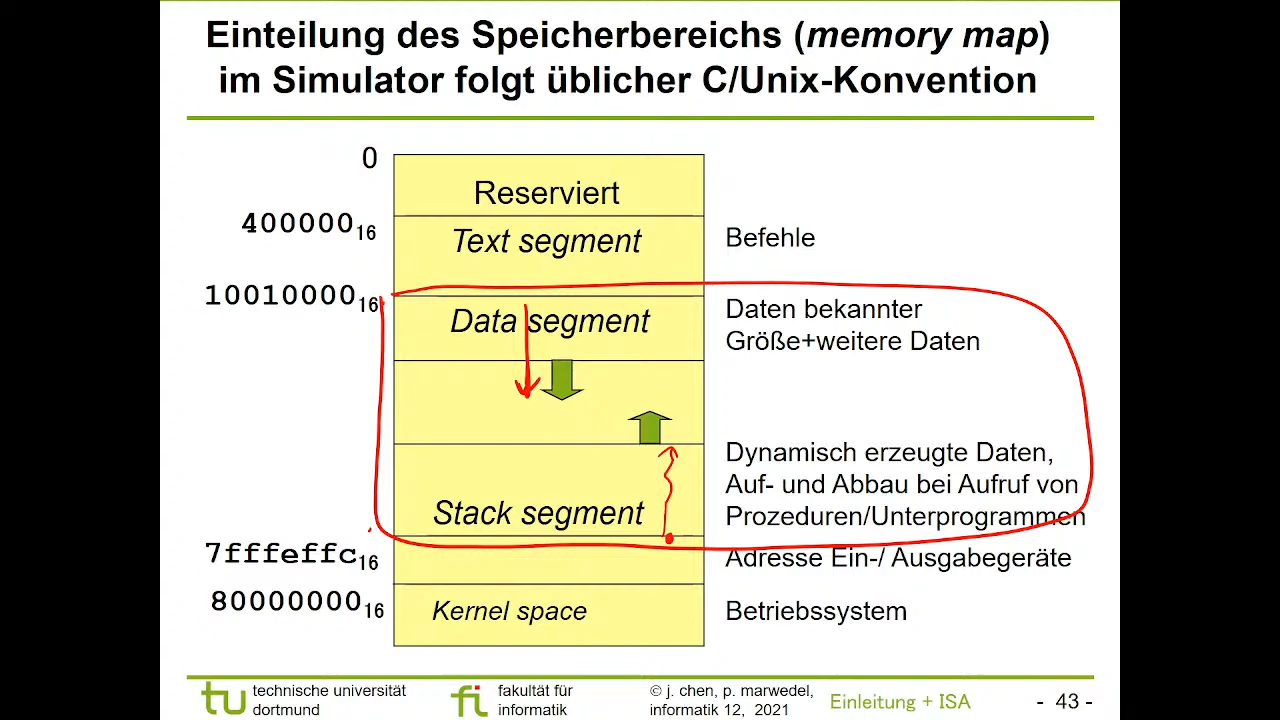 Einteilung des Speicherbereichs (memory map)
im Simulator folgt üblicher C/Unix-Konvention
0
Reserviert
400000₁₆
Text segment
Befehle
10010000₁₆
Data segment
Daten bekannter
Größe+weitere Daten
Dynamisch erzeugte Daten,
Auf- und Abbau bei Aufruf von
Prozeduren/Unterprogrammen
Stack segment
7fffeffc₁₆
Adresse Ein-/ Ausgabegeräte
80000000₁₆
Kernel space
Betriebssystem
tu
technische universität
dortmund
fi
fakultät für
informatik
© j. chen, p. marwedel,
informatik 12, 2021
Einleitung + ISA
- 43 -